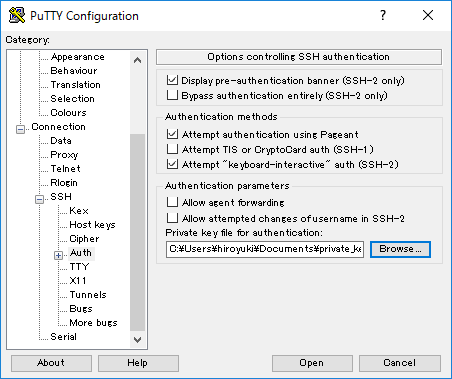 PuTTY Configuration
?
Category:
Appearance
Behaviour
Translation
Selection
Colours
Connection
Data
Proxy
Telnet
Rlogin
SSH
Kex
Host keys
Cipher
Auth
TTY
X11
Tunnels
Bugs
More bugs
Serial
Options controlling SSH authentication
Display pre-authentication banner (SSH-2 only)
Bypass authentication entirely (SSH-2 only)
Authentication methods
Attempt authentication using Pageant
Attempt TIS or CryptoCard auth (SSH-1)
Attempt "keyboard-interactive" auth (SSH-2)
Authentication parameters
Allow agent forwarding
Allow attempted changes of username in SSH-2
Private key file for authentication:
C:¥Users¥hiroyuki¥Documents¥private_ke
Browse...
About
Help
Open
Cancel